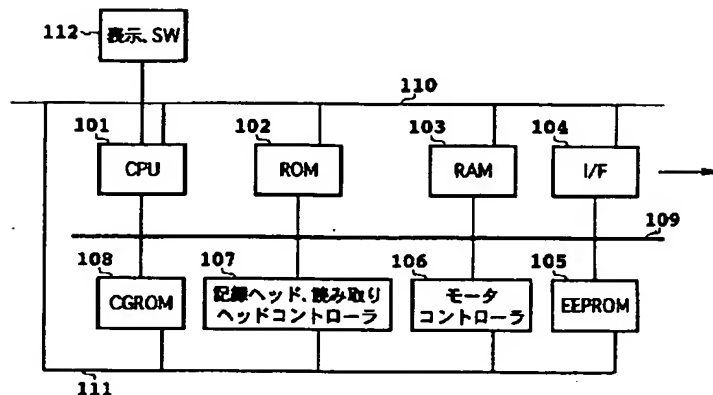 112
表示、SW
110
101
102
103
104
CPU
ROM
RAM
I/F
109
108
107
106
105
CGROM
記録ヘッド、読み取り
ヘッドコントローラ
モータ
コントローラ
EEPROM
111